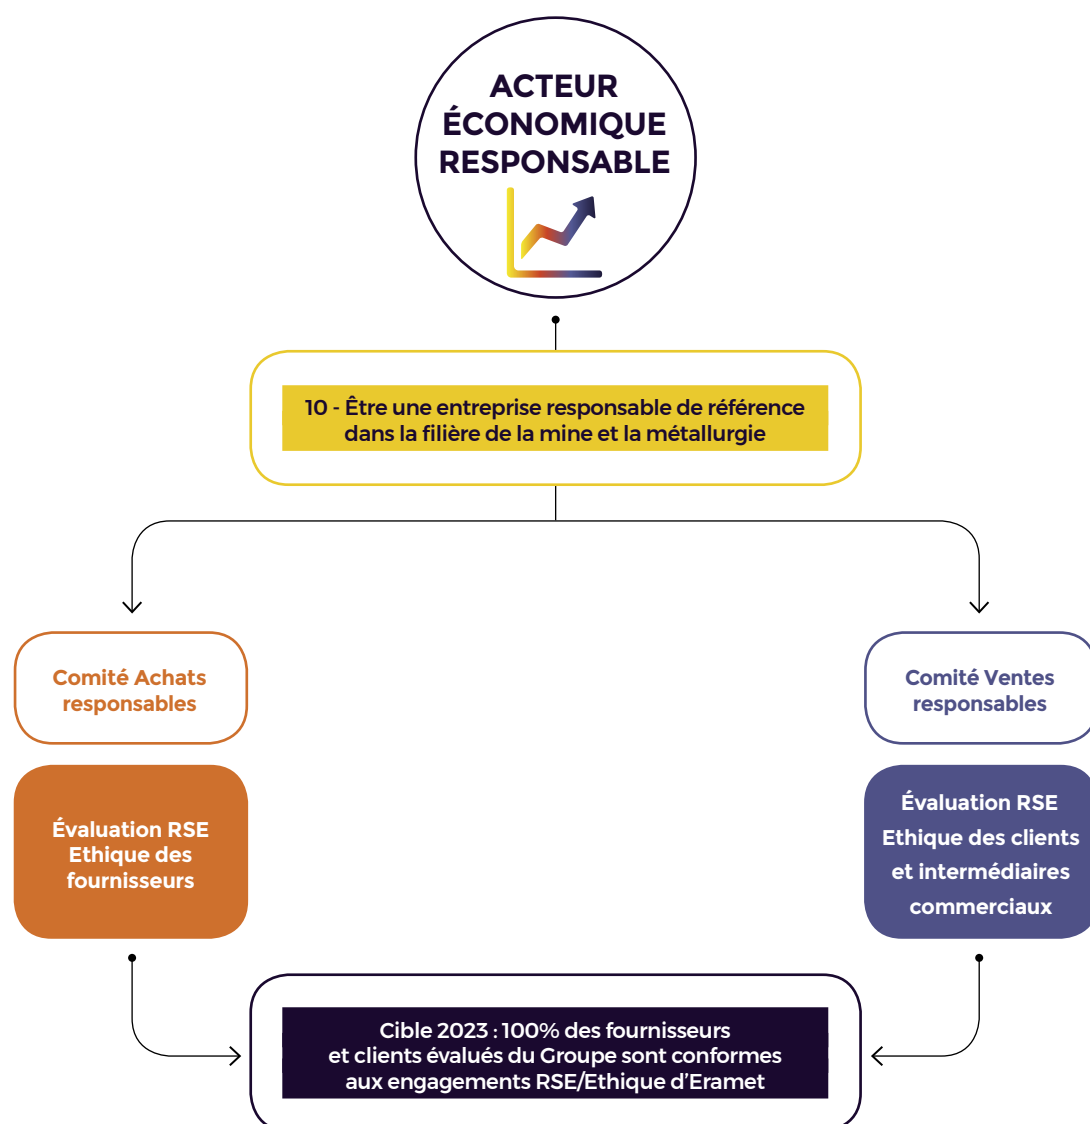 ACTEUR
ÉCONOMIQUE
RESPONSABLE
10 - Être une entreprise responsable de référence
dans la filière de la mine et la métallurgie
Comité Achats
responsables
Comité Ventes
responsables
Évaluation RSE
Ethique des
fournisseurs
Évaluation RSE
Ethique des clients
et intermédiaires
commerciaux
Cible 2023 : 100% des fournisseurs
et clients évalués du Groupe sont conformes
aux engagements RSE/Ethique d’Eramet